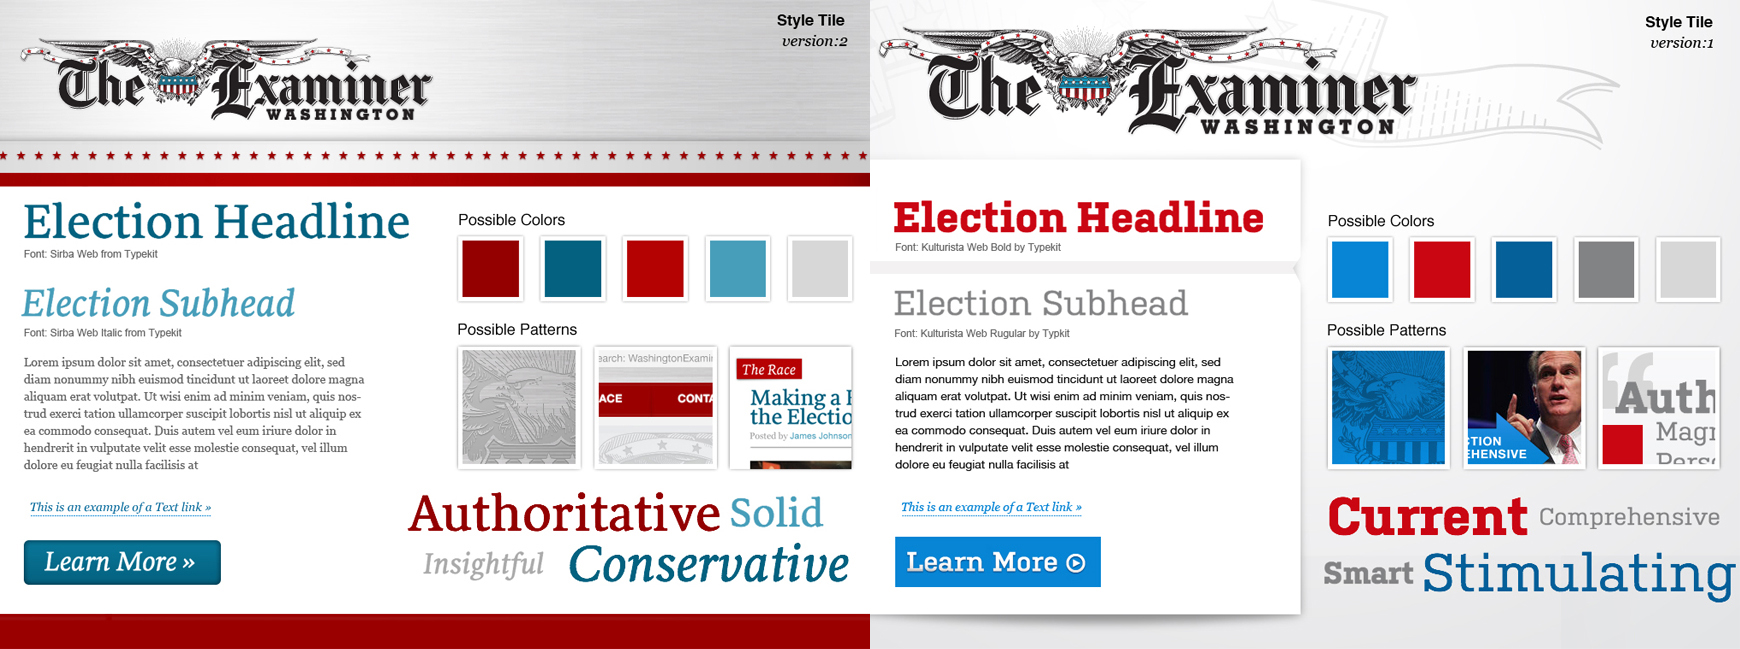 Style Tile
version:2
The Examiner
WASHINGTON
Election Headline
Font: Sirba Web from Typekit
Election Subhead
Font: Sirba Web Italic from Typekit
Lorem ipsum dolor sit amet, consectetuer adipiscing elit, sed
diam nonummy nibh euismod tincidunt ut laoreet dolore magna
aliquam erat volutpat. Ut wisi enim ad minim veniam, quis nos-
trud exerci tation ullamcorper suscipit lobortis nisl ut aliquip ex
ea commodo consequat. Duis autem vel eum iriure dolor in
hendrerit in vulputate velit esse molestie consequat, vel illum
dolore eu feugiat nulla facilisis at
This is an example of a Text link »
Learn More »
Possible Colors
Possible Patterns
earch: WashingtonExami
ACE CONTA
The Race
Making a
the Electio
Posted by James Johnson
Authoritative Solid
Insightful Conservative
Style Tile
version:1
The Examiner
WASHINGTON
Election Headline
Font: Kulturista Web Bold by Typekit
Election Subhead
Font: Kulturista Web Rugular by Typkit
Lorem ipsum dolor sit amet, consectetuer adipiscing elit, sed
diam nonummy nibh euismod tincidunt ut laoreet dolore magna
aliquam erat volutpat. Ut wisi enim ad minim veniam, quis nos-
trud exerci tation ullamcorper suscipit lobortis nisl ut aliquip ex
ea commodo consequat. Duis autem vel eum iriure dolor in
hendrerit in vulputate velit esse molestie consequat, vel illum
dolore eu feugiat nulla facilisis at
This is an example of a Text link »
Learn More
Possible Colors
Possible Patterns
CTION
EHENSIVE
“Auth
Magr
Perso
Current Comprehensive
Smart Stimulating